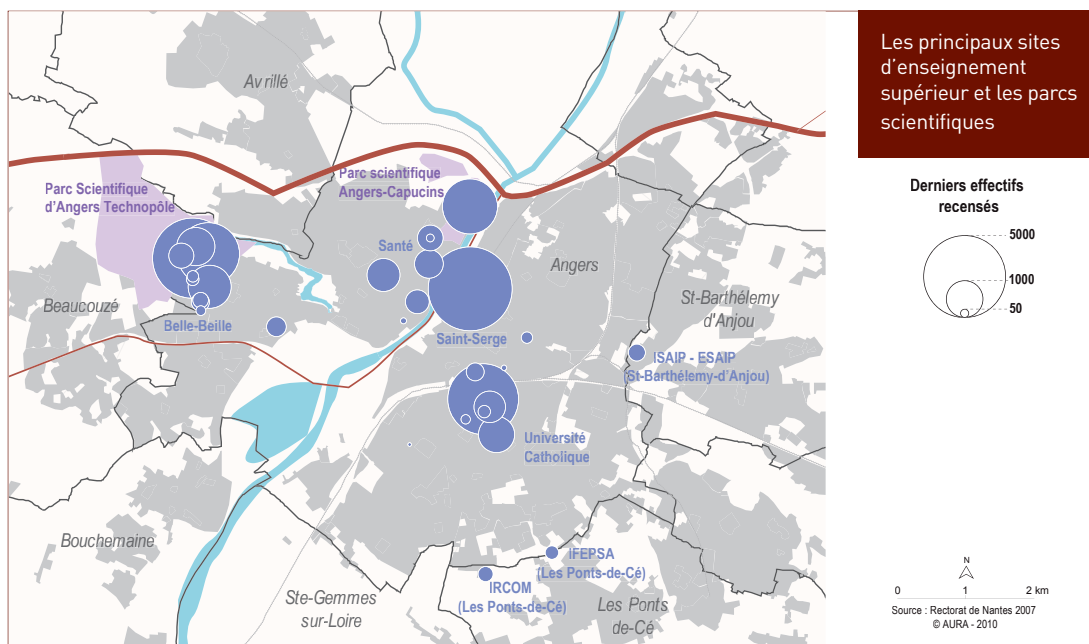 Les principaux sites
d'enseignement
supérieur et les parcs
scientifiques
Avrillé
Parc Scientifique
d'Angers Technopôle
Parc scientifique
Angers-Capucins
Santé
Angers
Beaucouzé
Belle-Beille
Saint-Serge
St-Barthélemy
d'Anjou
ISAIP - ESAIP
(St-Barthélemy-d'Anjou)
Université
Catholique
Bouchemaine
IFEPSA
(Les Ponts-de-Cé)
IRCOM
(Les Ponts-de-Cé)
Ste-Gemmes
sur-Loire
Les Ponts
de-Cé
Derniers effectifs
recensés
5000
1000
50
N
0 1 2 km
Source : Rectorat de Nantes 2007
© AURA - 2010